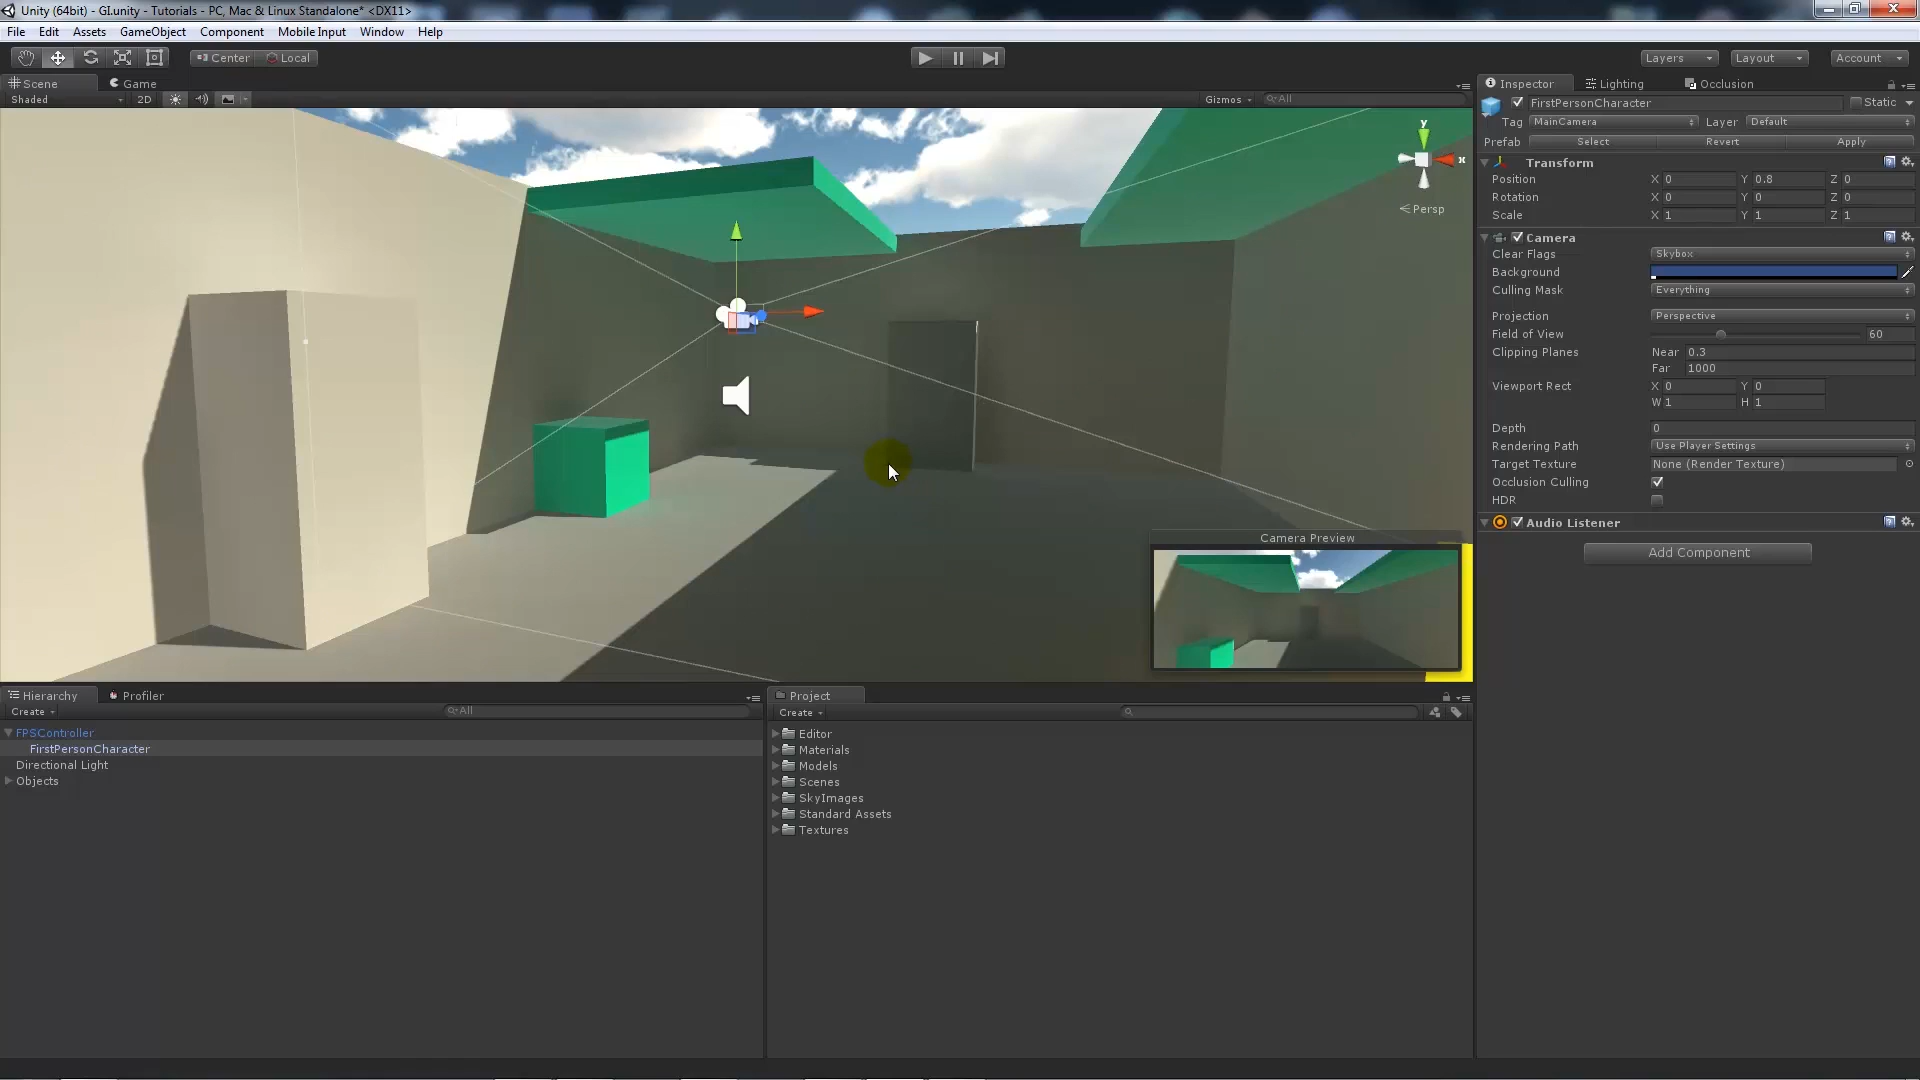 Unity (64bit) - GI.unity - Tutorials - PC, Mac & Linux Standalone* <DX11>
File Edit Assets GameObject Component Mobile Input Window Help
Center Local Layers Layout Account
Scene Game
Shaded 2D Gizmos All
y
x
Persp
Camera Preview
Inspector Lighting Occlusion
FirstPersonCharacter Static
Tag MainCamera Layer Default
Prefab Select Revert Apply
Transform
Position X 0 Y 0.8 Z 0
Rotation X 0 Y 0 Z 0
Scale X 1 Y 1 Z 1
Camera
Clear Flags Skybox
Background
Culling Mask Everything
Projection Perspective
Field of View 60
Clipping Planes Near 0.3
Far 1000
Viewport Rect X 0 Y 0
W 1 H 1
Depth 0
Rendering Path Use Player Settings
Target Texture None (Render Texture)
Occlusion Culling
HDR
Audio Listener
Add Component
Hierarchy Profiler
Create All
FPSController
FirstPersonCharacter
Directional Light
Objects
Project
Create
Editor
Materials
Models
Scenes
SkyImages
Standard Assets
Textures